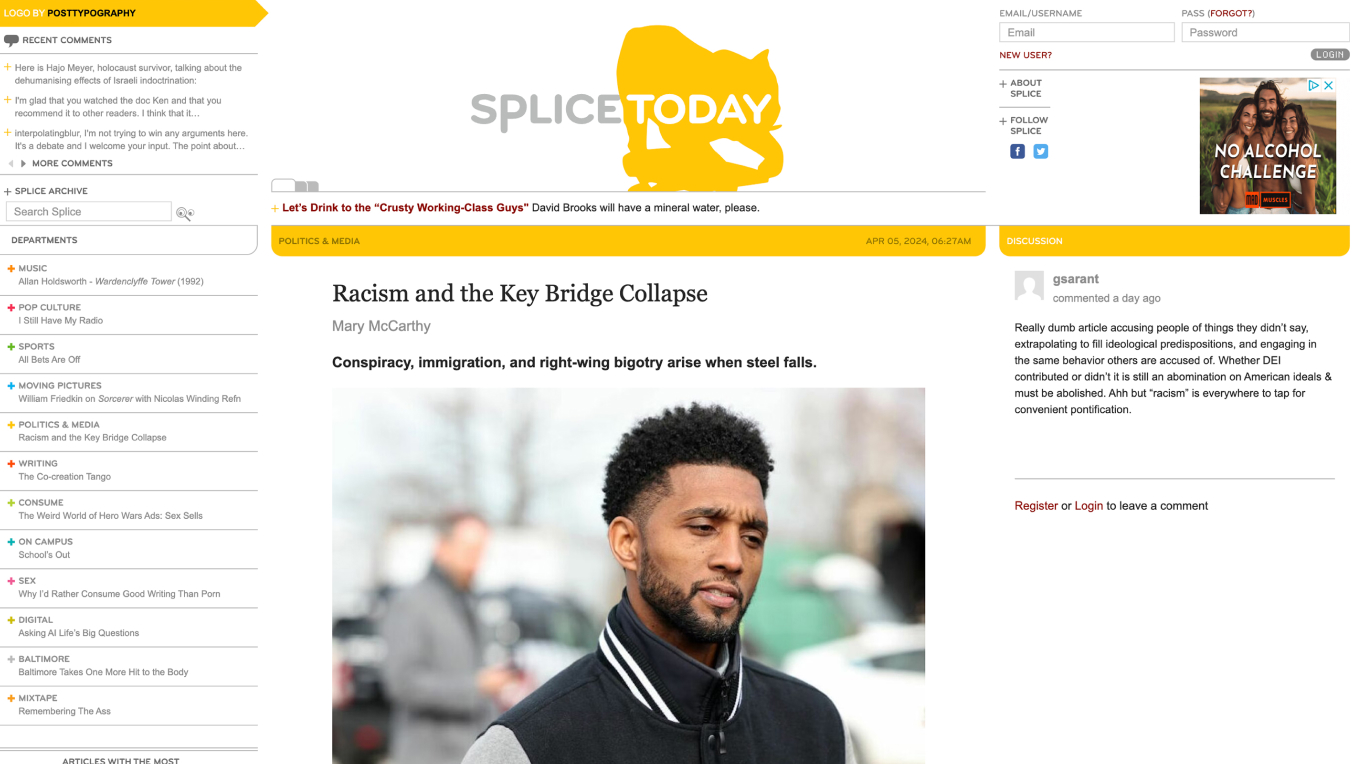 LOGO BY POSTTYPOGRAPHY
RECENT COMMENTS
Here is Hajo Meyer, holocaust survivor, talking about the
dehumanising effects of Israeli indoctrination:
I'm glad that you watched the doc Ken and that you
recommend it to other readers. I think that it…
interpolatingblur, I'm not trying to win any arguments here.
It's a debate and I welcome your input. The point about…
MORE COMMENTS
+ SPLICE ARCHIVE
Search Splice
DEPARTMENTS
+ MUSIC
Allan Holdsworth - Wardenclyffe Tower (1992)
+ POP CULTURE
I Still Have My Radio
+ SPORTS
All Bets Are Off
+ MOVING PICTURES
William Friedkin on Sorcerer with Nicolas Winding Refn
+ POLITICS & MEDIA
Racism and the Key Bridge Collapse
+ WRITING
The Co-creation Tango
+ CONSUME
The Weird World of Hero Wars Ads: Sex Sells
+ ON CAMPUS
School's Out
+ SEX
Why I'd Rather Consume Good Writing Than Porn
+ DIGITAL
Asking AI Life's Big Questions
+ BALTIMORE
Baltimore Takes One More Hit to the Body
+ MIXTAPE
Remembering The Ass
ARTICLES WITH THE MOST
SPLICE TODAY
+ Let's Drink to the “Crusty Working-Class Guys" David Brooks will have a mineral water, please.
POLITICS & MEDIA APR 05, 2024, 06:27AM
Racism and the Key Bridge Collapse
Mary McCarthy
Conspiracy, immigration, and right-wing bigotry arise when steel falls.
EMAIL/USERNAME PASS (FORGOT?)
Email Password
NEW USER? LOGIN
+ ABOUT
SPLICE
+ FOLLOW
SPLICE
NO ALCOHOL
CHALLENGE
MAD MUSCLES
DISCUSSION
gsarant
commented a day ago
Really dumb article accusing people of things they didn’t say,
extrapolating to fill ideological predispositions, and engaging in
the same behavior others are accused of. Whether DEI
contributed or didn’t it is still an abomination on American ideals &
must be abolished. Ahh but “racism” is everywhere to tap for
convenient pontification.
Register or Login to leave a comment